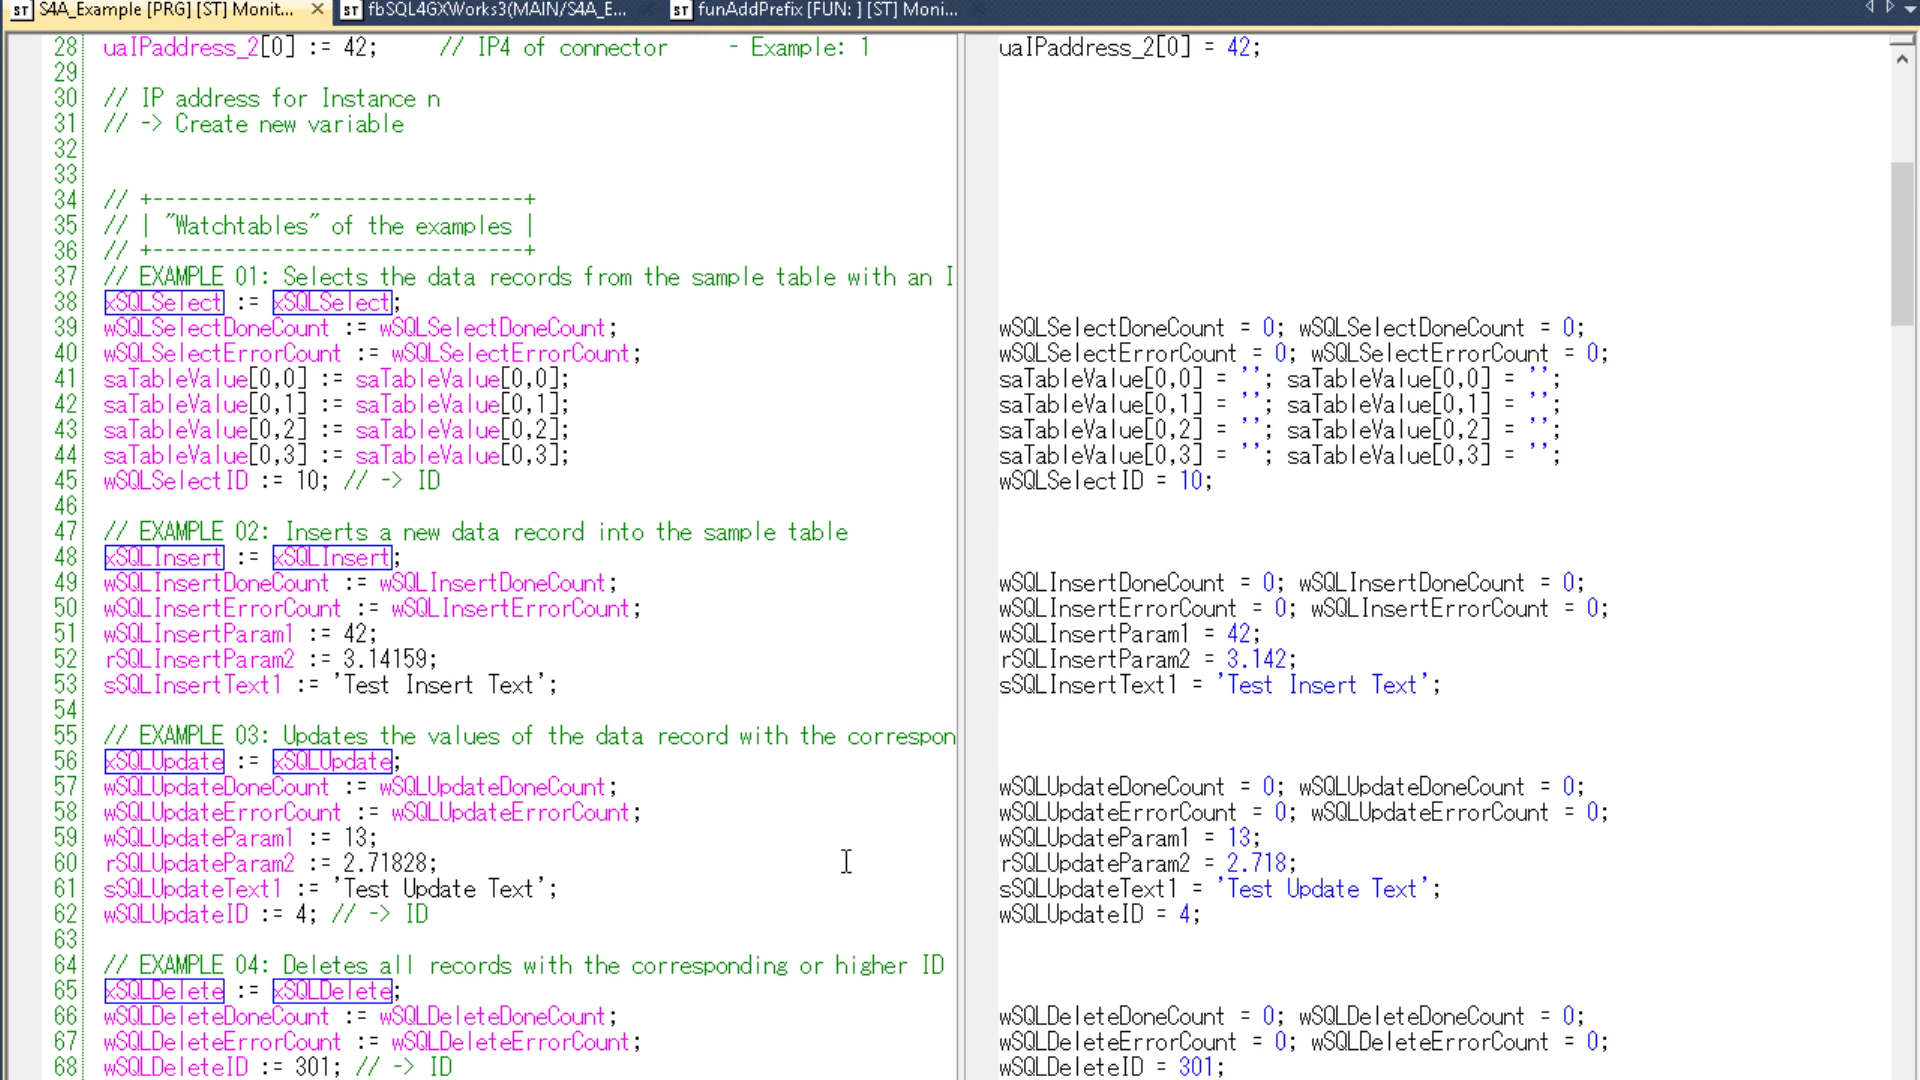 S4A_Example [PRG] [ST] Monit... × fbSQL4GXWorks3(MAIN/S4A_E... funAddPrefix [FUN: ] [ST] Moni...
28 uaIPaddress_2[0] := 42; // IP4 of connector - Example: 1 uaIPaddress_2[0] = 42;
29
30 // IP address for Instance n
31 // -> Create new variable
32
33
34 // +-------------------------------+
35 // | "Watchtables" of the examples |
36 // +-------------------------------+
37 // EXAMPLE 01: Selects the data records from the sample table with an I
38 xSQLSelect := xSQLSelect;
39 wSQLSelectDoneCount := wSQLSelectDoneCount; wSQLSelectDoneCount = 0; wSQLSelectDoneCount = 0;
40 wSQLSelectErrorCount := wSQLSelectErrorCount; wSQLSelectErrorCount = 0; wSQLSelectErrorCount = 0;
41 saTableValue[0,0] := saTableValue[0,0]; saTableValue[0,0] = ''; saTableValue[0,0] = '';
42 saTableValue[0,1] := saTableValue[0,1]; saTableValue[0,1] = ''; saTableValue[0,1] = '';
43 saTableValue[0,2] := saTableValue[0,2]; saTableValue[0,2] = ''; saTableValue[0,2] = '';
44 saTableValue[0,3] := saTableValue[0,3]; saTableValue[0,3] = ''; saTableValue[0,3] = '';
45 wSQLSelectID := 10; // -> ID wSQLSelectID = 10;
46
47 // EXAMPLE 02: Inserts a new data record into the sample table
48 xSQLInsert := xSQLInsert;
49 wSQLInsertDoneCount := wSQLInsertDoneCount; wSQLInsertDoneCount = 0; wSQLInsertDoneCount = 0;
50 wSQLInsertErrorCount := wSQLInsertErrorCount; wSQLInsertErrorCount = 0; wSQLInsertErrorCount = 0;
51 wSQLInsertParam1 := 42; wSQLInsertParam1 = 42;
52 rSQLInsertParam2 := 3.14159; rSQLInsertParam2 = 3.142;
53 sSQLInsertText1 := 'Test Insert Text'; sSQLInsertText1 = 'Test Insert Text';
54
55 // EXAMPLE 03: Updates the values of the data record with the correspon
56 xSQLUpdate := xSQLUpdate;
57 wSQLUpdateDoneCount := wSQLUpdateDoneCount; wSQLUpdateDoneCount = 0; wSQLUpdateDoneCount = 0;
58 wSQLUpdateErrorCount := wSQLUpdateErrorCount; wSQLUpdateErrorCount = 0; wSQLUpdateErrorCount = 0;
59 wSQLUpdateParam1 := 13; wSQLUpdateParam1 = 13;
60 rSQLUpdateParam2 := 2.71828; rSQLUpdateParam2 = 2.718;
61 sSQLUpdateText1 := 'Test Update Text'; sSQLUpdateText1 = 'Test Update Text';
62 wSQLUpdateID := 4; // -> ID wSQLUpdateID = 4;
63
64 // EXAMPLE 04: Deletes all records with the corresponding or higher ID
65 xSQLDelete := xSQLDelete;
66 wSQLDeleteDoneCount := wSQLDeleteDoneCount; wSQLDeleteDoneCount = 0; wSQLDeleteDoneCount = 0;
67 wSQLDeleteErrorCount := wSQLDeleteErrorCount; wSQLDeleteErrorCount = 0; wSQLDeleteErrorCount = 0;
68 wSQLDeleteID := 301; // -> ID wSQLDeleteID = 301;